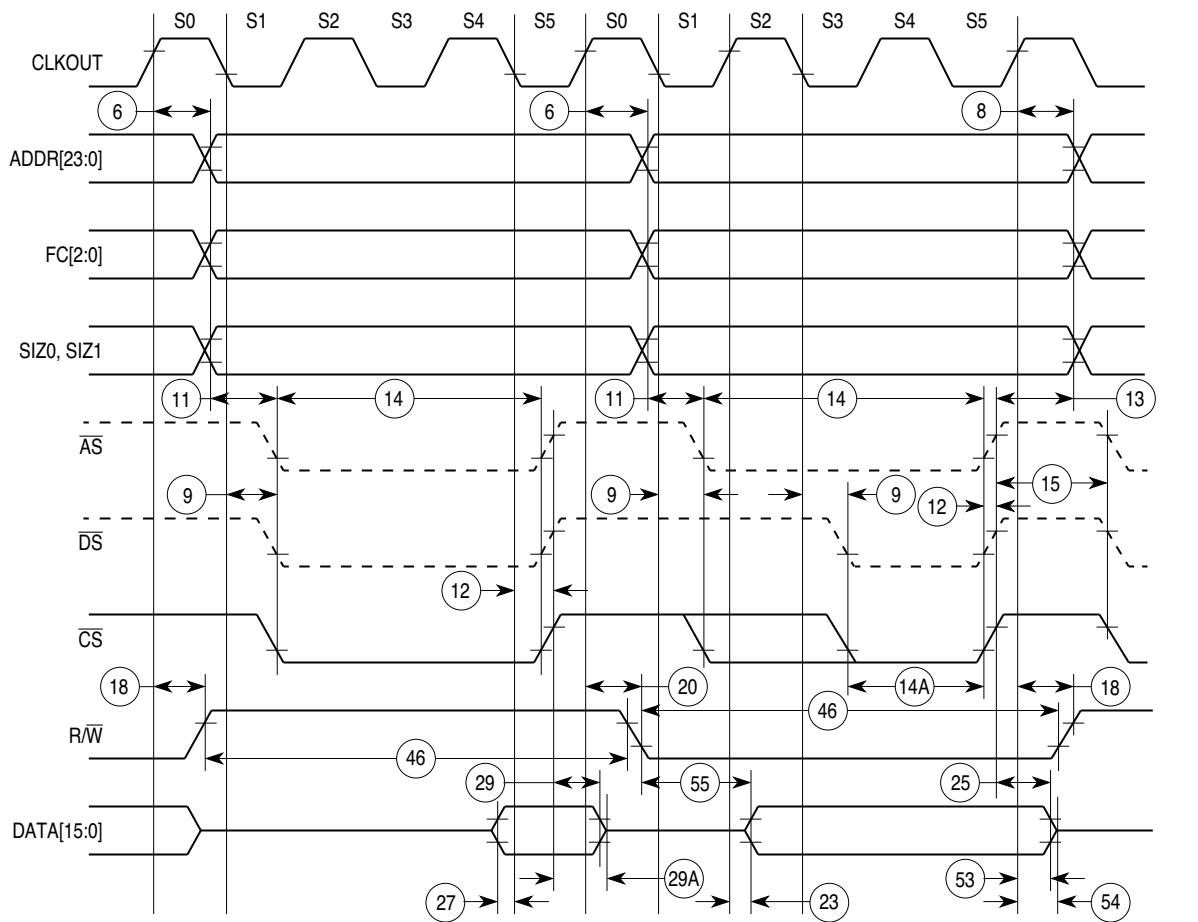 S0 S1 S2 S3 S4 S5 S0 S1 S2 S3 S4 S5
CLKOUT
6 6 8
ADDR[23:0]
FC[2:0]
SIZ0, SIZ1
11 14 11 14 13
AS
9 9 9 15
12
DS
12
CS
18 20 14A 18
46
R/W
46
29 55 25
DATA[15:0]
27 29A 23 53 54